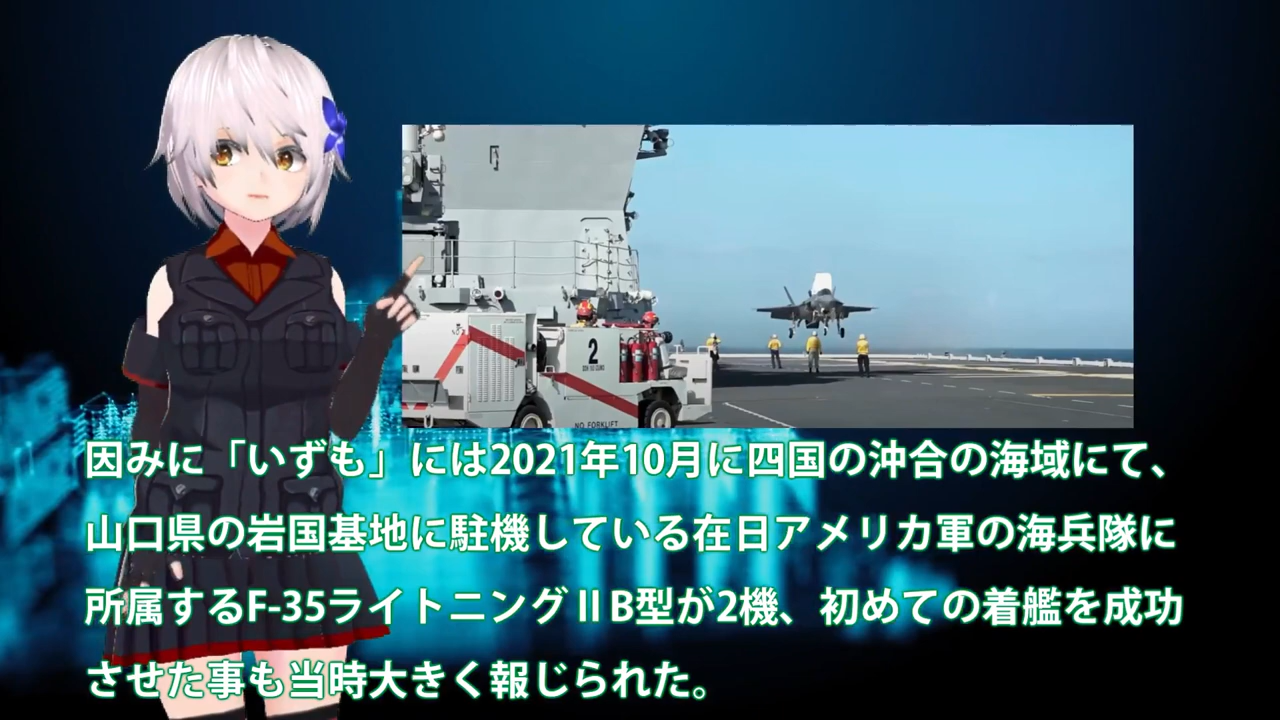 2
NO FORKLIFT
因みに「いずも」には2021年10月に四国の沖合の海域にて、
山口県の岩国基地に駐機している在日アメリカ軍の海兵隊に
所属するF-35ライトニングⅡB型が2機、初めての着艦を成功
させた事も当時大きく報じられた。